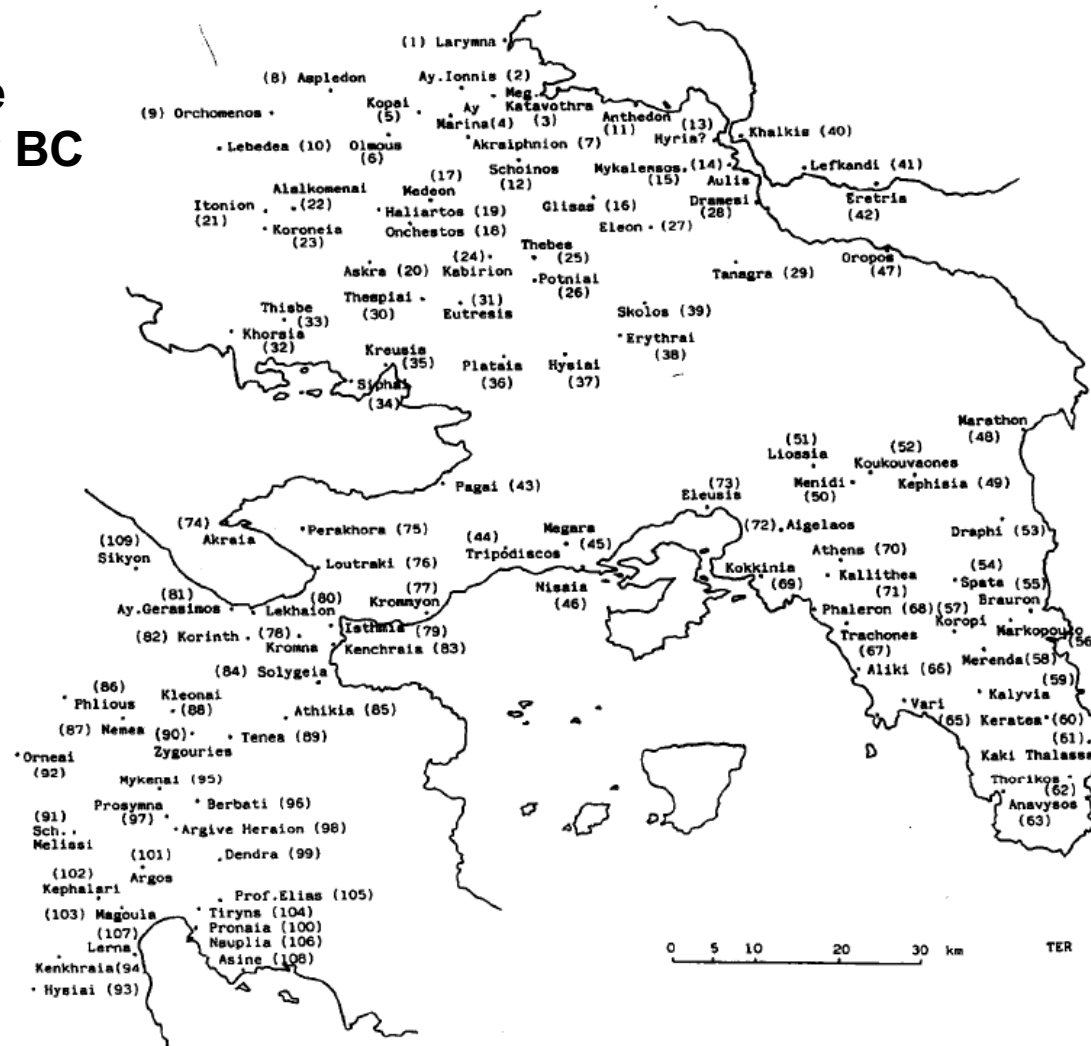 e
BC
(1) Larymna
(8) Aspledon
Ay.Ionnis (2)
Meg.
(9) Orchomenos
Kopai
(5)
Ay
Marina(4)
Katavothra
(3)
Anthedon
(11)
(13)
Hyria?
Khalkis (40)
Lebedea (10)
Olmous
(6)
Akraiphnion (7)
Schoinos
(12)
Mykalessos
(15)
(14)
Aulis
Lefkandi (41)
Eretria
(42)
(17)
Medeon
Alalkomenai
(22)
Itonion
(21)
Haliartos (19)
Glisas (16)
Dramesi
(28)
Koroneia
(23)
Onchestos (18)
Eleon (27)
Thebes
(25)
Oropos
(47)
Askra (20)
(24)
Kabirion
Potniai
(26)
Tanagra (29)
Thespiai
(30)
(31)
Eutresis
Skolos (39)
Thisbe
(33)
Khorsia
(32)
Erythrai
(38)
Kreusis
(35)
Plataia
(36)
Hysiai
(37)
Siphai
(34)
Marathon
(48)
(51)
Liossia
(52)
Koukouvaones
Menidi
(50)
Kephisia (49)
Pagai (43)
(73)
Eleusis
(74)
Akraia
Perakhora (75)
(44)
Tripodiscos
Megara
(45)
(72) Aigelaos
Draphi (53)
(109)
Sikyon
Loutraki (76)
Athens (70)
(54)
Spata (55)
Kokkinia
(69)
Kallithea
(71)
Nisaia
(46)
(77)
Krommyon
(81)
Ay.Gerasimos
(80)
Lekhaion
Brauron
Phaleron (68)
(57)
Koropi
Markopoulo
(56
Isthmia (79)
(82) Korinth
(78)
Kromna
Kenchrais (83)
Trachones
(67)
Merenda(58)
(84) Solygeia
Aliki (66)
(59)
Kalyvia
(86)
Phlious
Kleonai
(88)
Athikia (85)
Vari
(65)
Keratea (60)
(87) Nemea
(90)
Zygouries
Tenea (89)
(61)
Kaki Thalassa
Orneai
(92)
Mykenai (95)
Thorikos
(62)
Prosymna
(97)
Berbati (96)
Anavysos
(63)
(91)
Sch..
Melissi
Argive Heraion (98)
(101)
Argos
Dendra (99)
(102)
Kephalari
Prof.Elias (105)
(103) Magoula
Tiryns (104)
Pronaia (100)
(107)
Lerna
Nauplia (106)
Asine (108)
Kenkhraia(94)
Hysiai (93)
0 5 10 20 30 km
TER